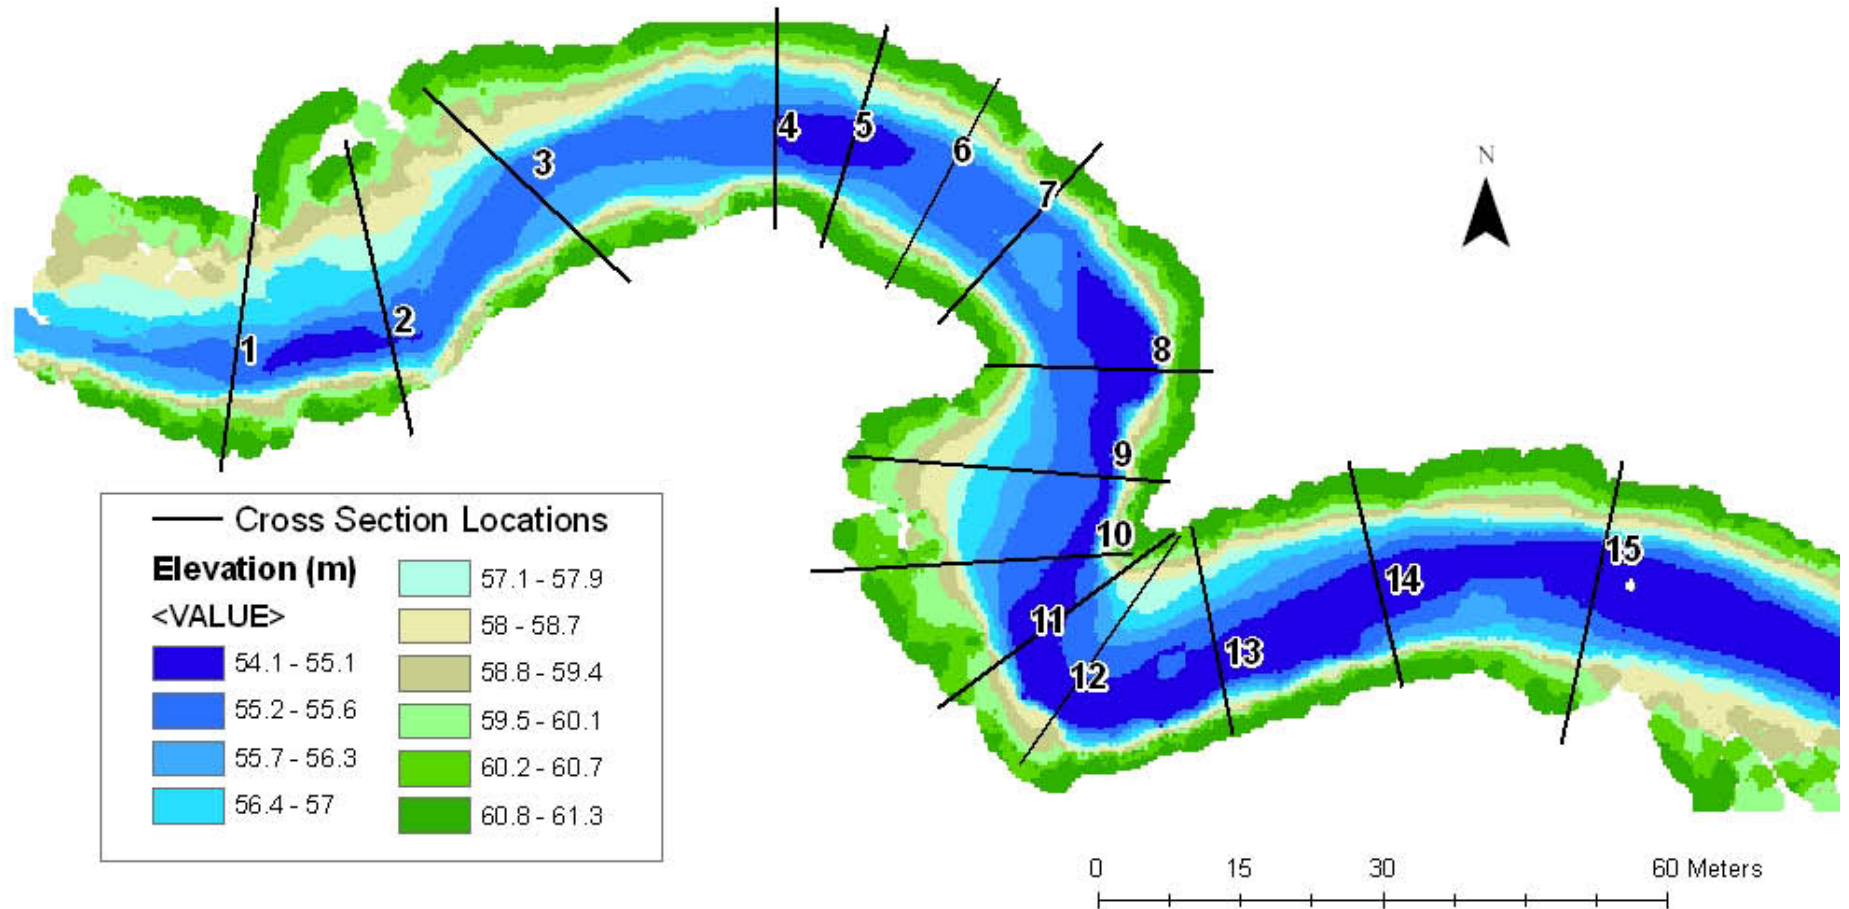 4
5
6
3
N
7
2
1
8
9
10
11
12
13
14
15
Cross Section Locations
Elevation (m)
<VALUE>
54.1 - 55.1
55.2 - 55.6
55.7 - 56.3
56.4 - 57
57.1 - 57.9
58 - 58.7
58.8 - 59.4
59.5 - 60.1
60.2 - 60.7
60.8 - 61.3
0 15 30 60 Meters